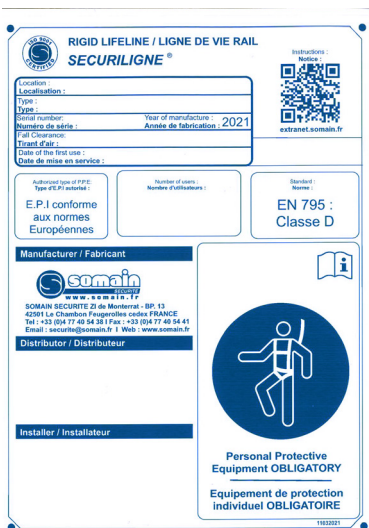 ISO 9001
CERTIFIED
RIGID LIFELINE / LIGNE DE VIE RAIL
SECURILIGNE ®
Instructions :
Notice :
extranet.somain.fr
Location :
Localisation :
Type :
Type :
Serial number:
Numéro de série :
Year of manufacture :
Année de fabrication : 2021
Fall Clearance:
Tirant d'air :
Date of the first use :
Date de mise en service :
Authorized type of P.P.E:
Type d'E.P.I autorisé :
E.P.I conforme
aux normes
Européennes
Number of users :
Nombre d'utilisateurs :
Standard :
Norme :
EN 795 :
Classe D
Manufacturer / Fabricant
somain
SECURITE
www.somain.fr
SOMAIN SECURITE ZI de Monterrat - BP. 13
42501 Le Chambon Feugerolles cedex FRANCE
Tel : +33 (0)4 77 40 54 38 I Fax : +33 (0)4 77 40 54 41
Email : securite@somain.fr I Web : www.somain.fr
Distributor / Distributeur
Installer / Installateur
i
Personal Protective
Equipment OBLIGATORY
Equipement de protection
individuel OBLIGATOIRE
11032021